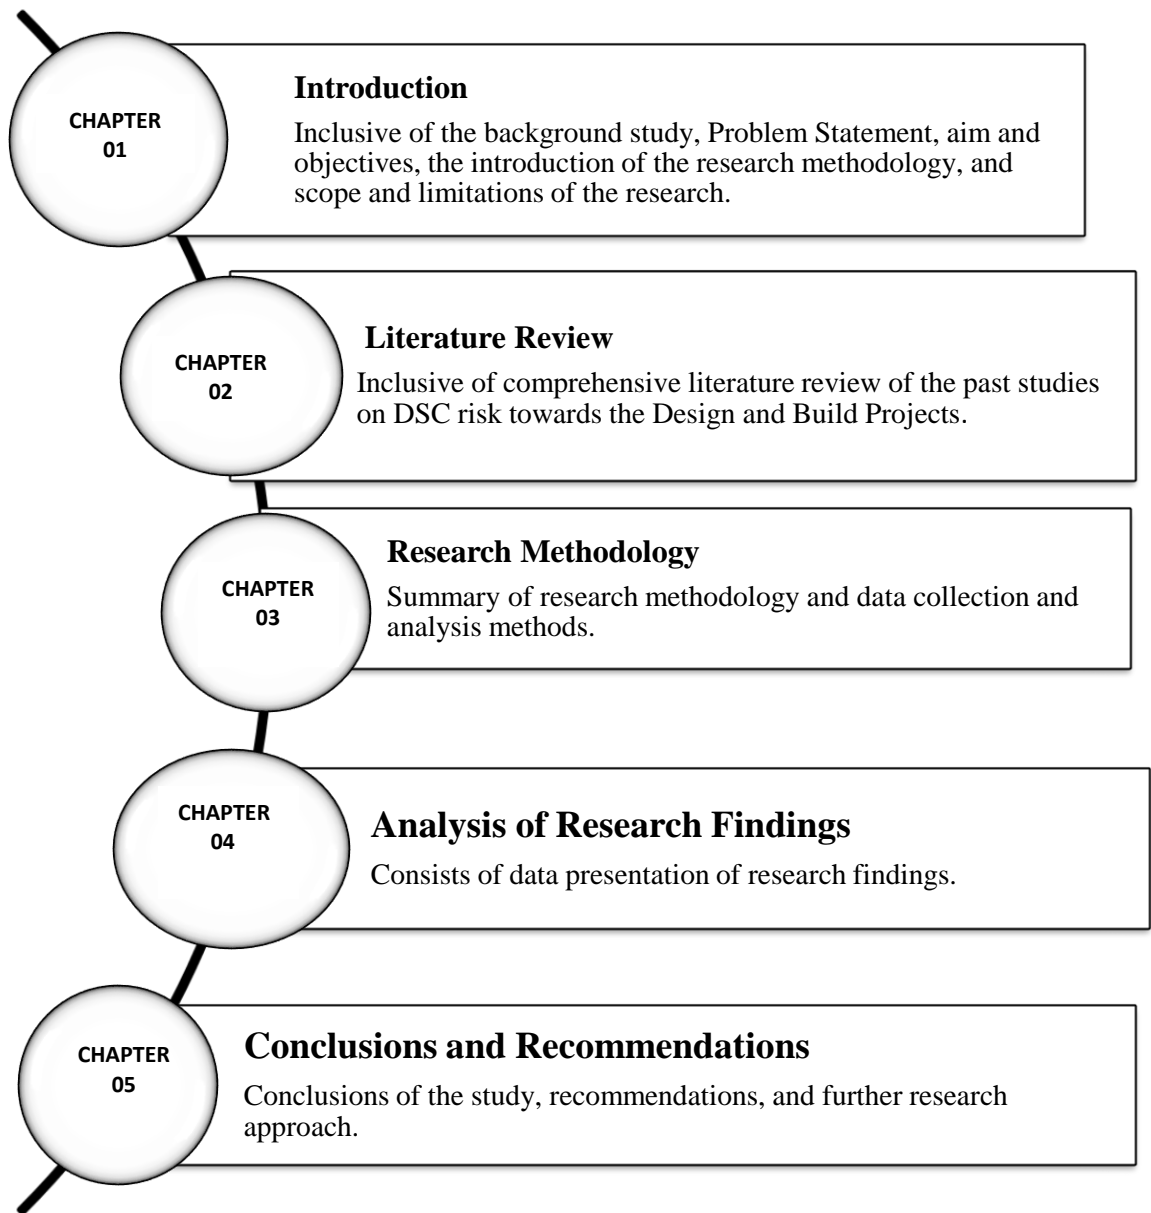 CHAPTER
01
Introduction
Inclusive of the background study, Problem Statement, aim and
objectives, the introduction of the research methodology, and
scope and limitations of the research.
CHAPTER
02
Literature Review
Inclusive of comprehensive literature review of the past studies
on DSC risk towards the Design and Build Projects.
CHAPTER
03
Research Methodology
Summary of research methodology and data collection and
analysis methods.
CHAPTER
04
Analysis of Research Findings
Consists of data presentation of research findings.
CHAPTER
05
Conclusions and Recommendations
Conclusions of the study, recommendations, and further research
approach.